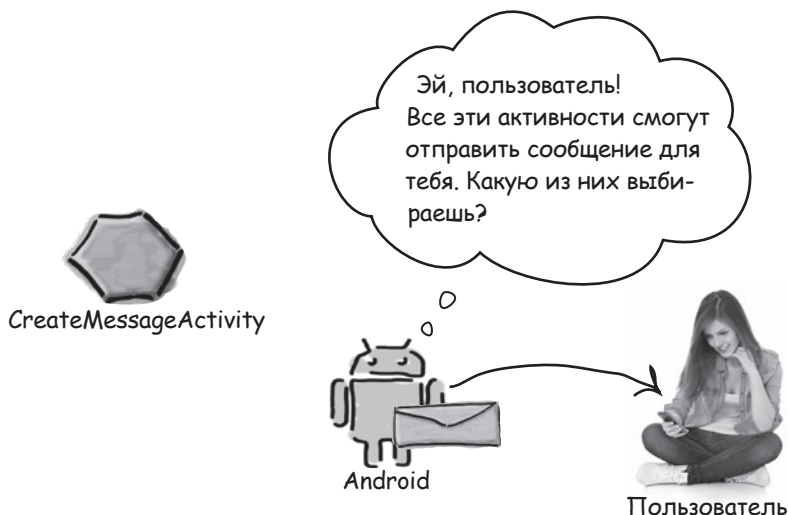 Эй, пользователь!
Все эти активности смогут
отправить сообщение для
тебя. Какую из них выби-
раешь?
CreateMessageActivity
Android
Пользователь